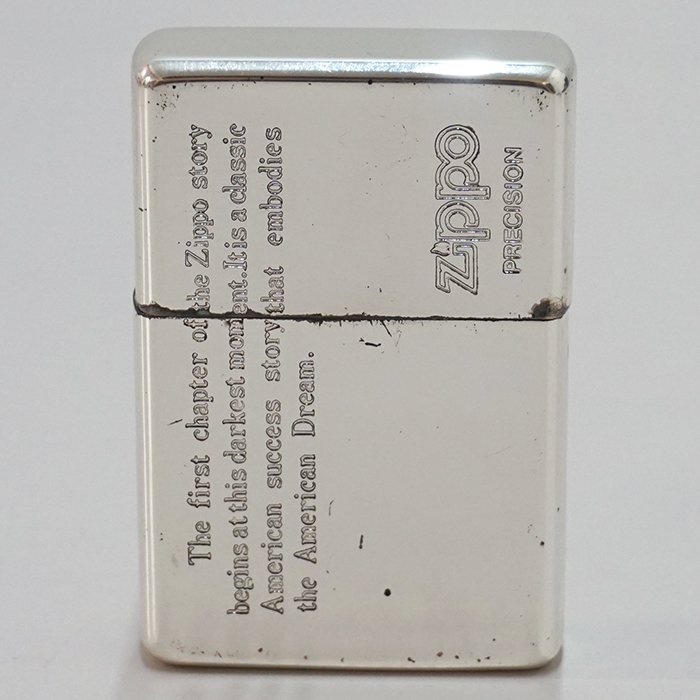 The first chapter of the Zippo story
begins at this darkest moment.It is a classic
American success story that embodies
the American Dream.
Zippo
PRECISION